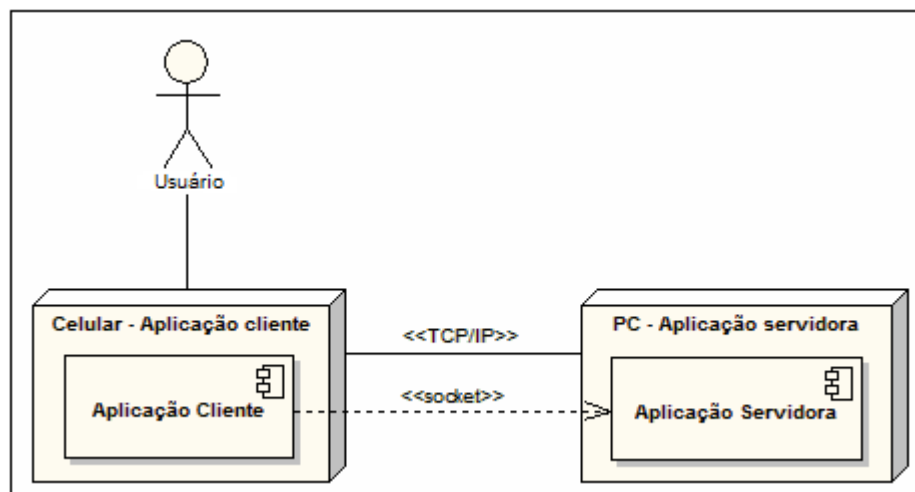 Usuário
Celular - Aplicação cliente
<<TCP/IP>>
PC - Aplicação servidora
Aplicação Cliente
<<socket>>
Aplicação Servidora